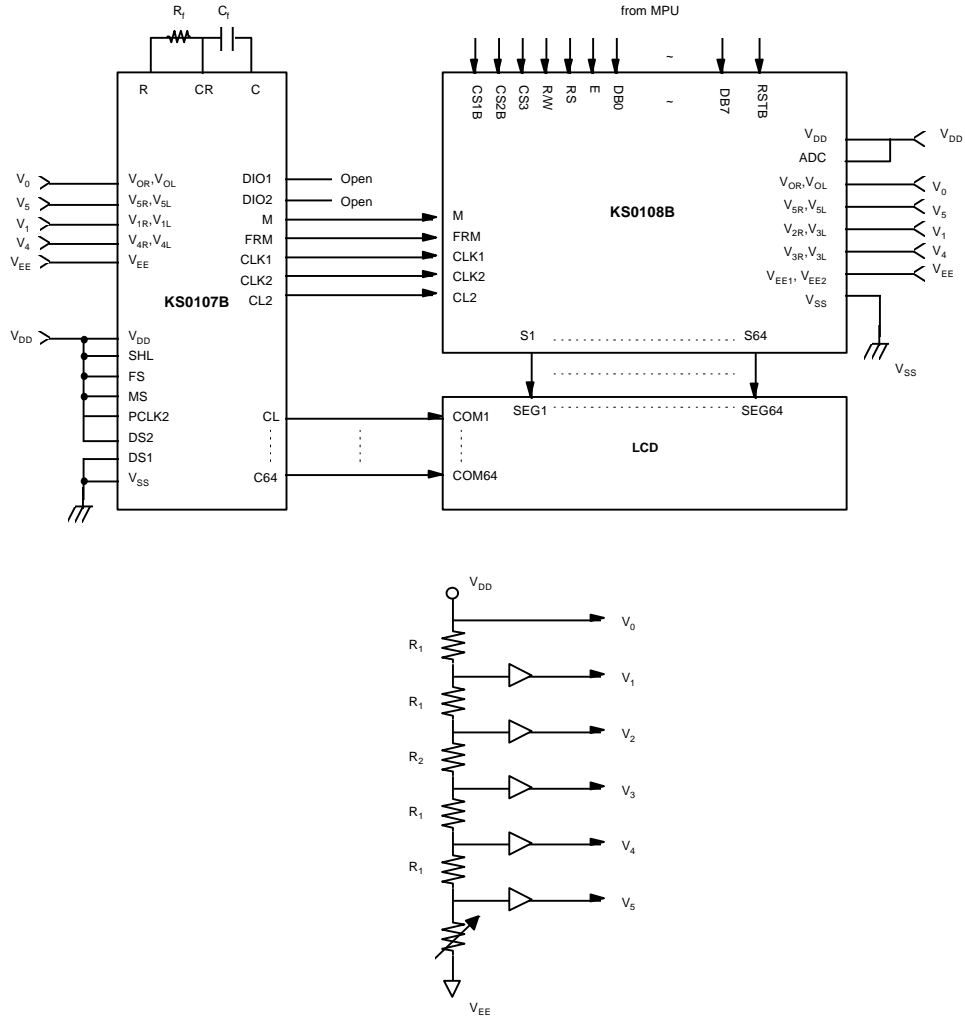 Rf Cf
R CR C
from MPU
~
CS1B CS2B CS3 R/W RS E DB0 ~ DB7 RSTB
V0 VOR,VOL
V5 V5R,V5L
V1 V1R,V1L
V4 V4R,V4L
VEE VEE
KS0107B
DIO1 Open
DIO2 Open
M
FRM
CLK1
CLK2
CL2
VDD VDD
SHL
FS
MS
PCLK2
DS2
DS1
VSS
CL
C64
KS0108B
M
FRM
CLK1
CLK2
CL2
VDD VDD
ADC
VOR,VOL V0
V5R,V5L V5
V2R,V3L V1
V3R,V3L V4
VEE1, VEE2 VEE
VSS
VSS
S1 S64
SEG1 SEG64
COM1
LCD
COM64
VDD
V0
R1
V1
R1
V2
R2
V3
R1
V4
R1
V5
VEE